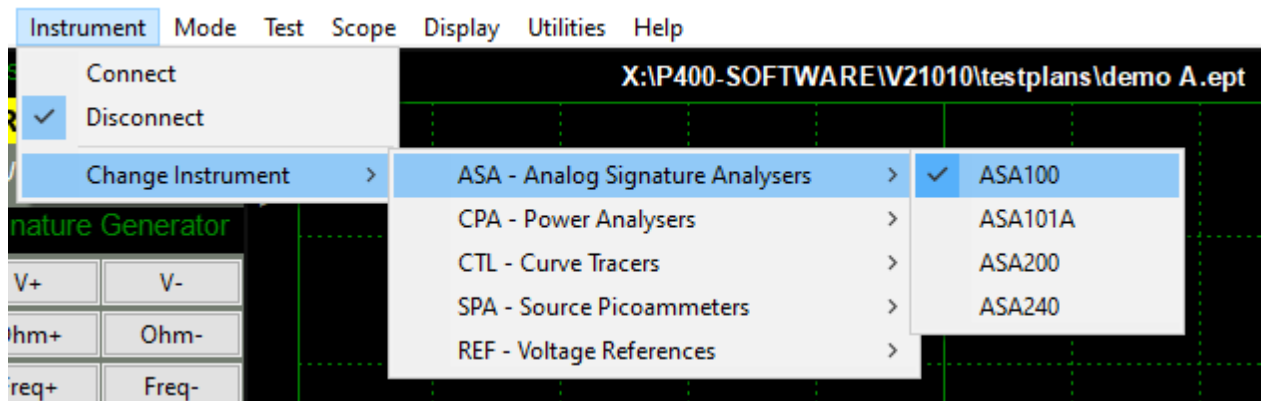 Instrument Mode Test Scope Display Utilities Help
Connect
X:\P400-SOFTWARE\V21010\testplans\demo A.ept
Disconnect
Change Instrument >
ASA - Analog Signature Analysers >
ASA100
CPA - Power Analysers >
ASA101A
CTL - Curve Tracers >
ASA200
SPA - Source Picoammeters >
ASA240
REF - Voltage References >
nature Generator
V+ V-
hm+ Ohm-
req+ Freq-